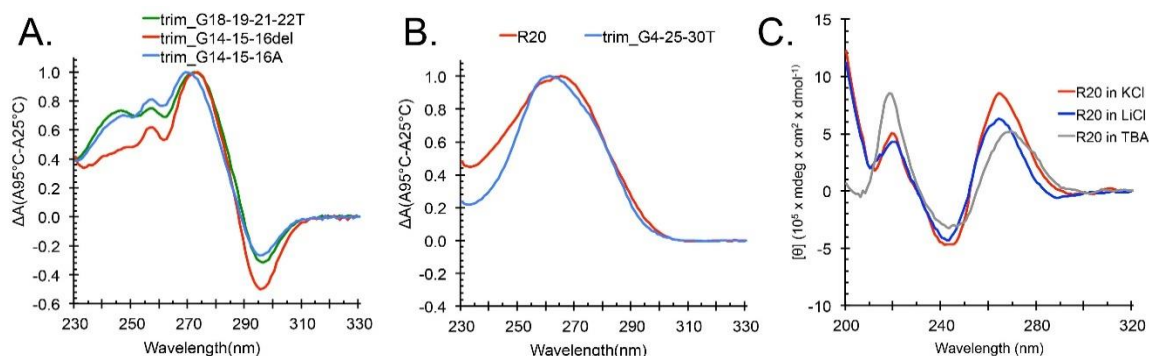 A.
trim_G18-19-21-22T
trim_G14-15-16del
trim_G14-15-16A
ΔA(A95°C-A25°C)
1.0
0.8
0.6
0.4
0.2
0.0
-0.2
-0.4
-0.6
230 250 270 290 310 330
Wavelength(nm)
B.
R20 trim_G4-25-30T
ΔA(A95°C-A25°C)
1.4
1.2
1.0
0.8
0.6
0.4
0.2
0.0
-0.2
-0.4
230 250 270 290 310 330
Wavelength(nm)
C.
R20 in KCl
R20 in LiCl
R20 in TBA
[θ] (10⁵ x mdeg x cm² x dmol⁻¹)
15
10
5
0
-5
-10
200 240 280 320
Wavelength (nm)